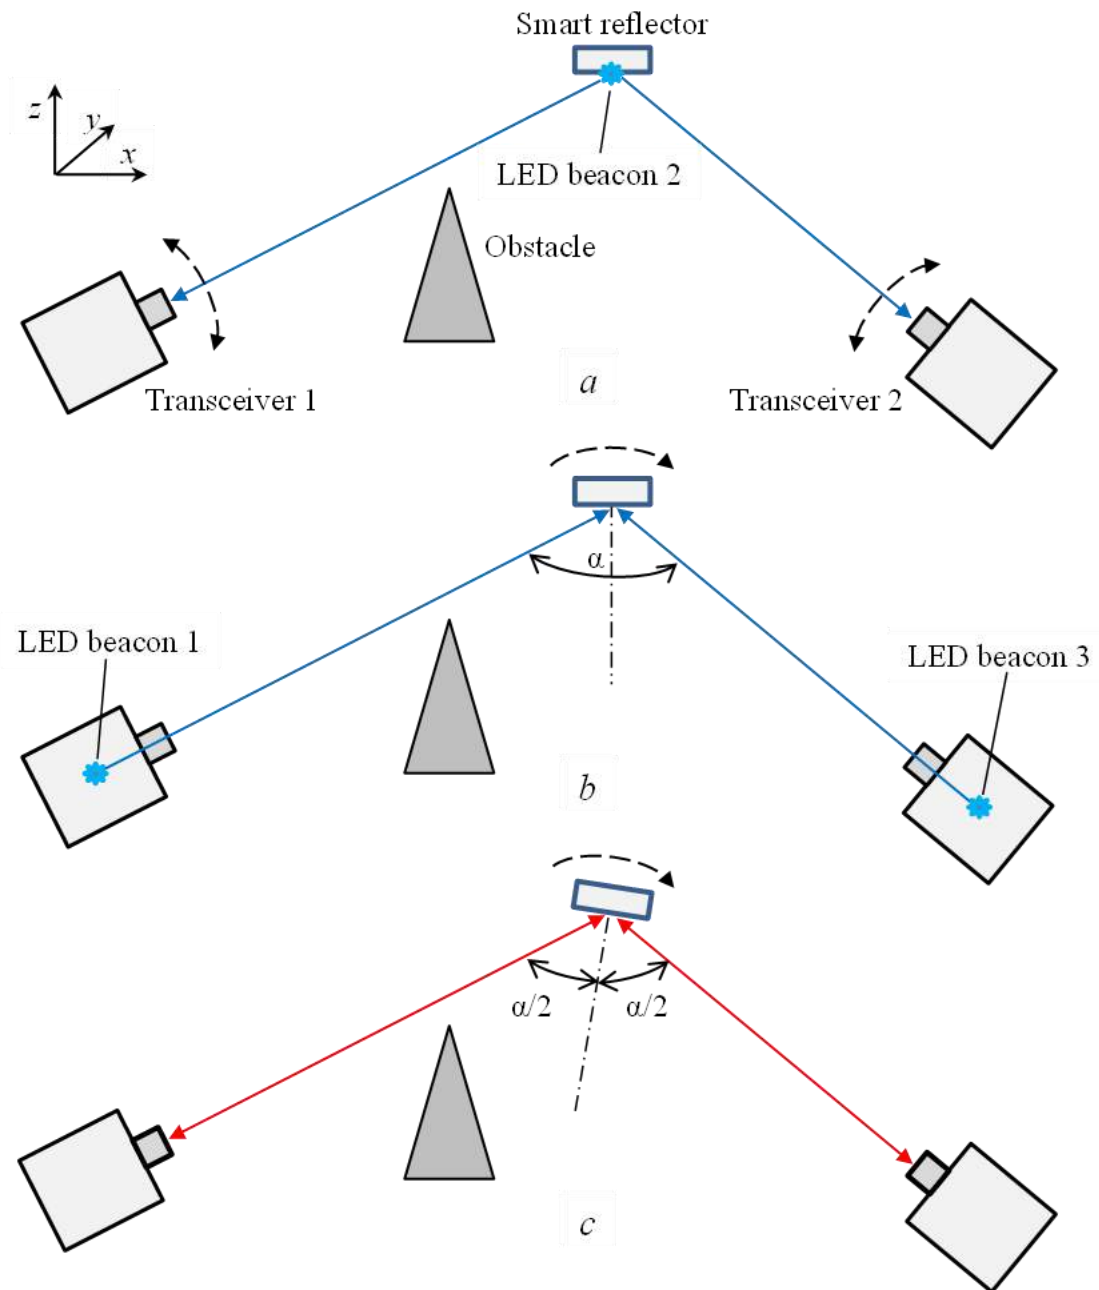 Smart reflector
z
y
x
LED beacon 2
Obstacle
a
Transceiver 1
Transceiver 2
α
LED beacon 1
LED beacon 3
b
α/2
α/2
c